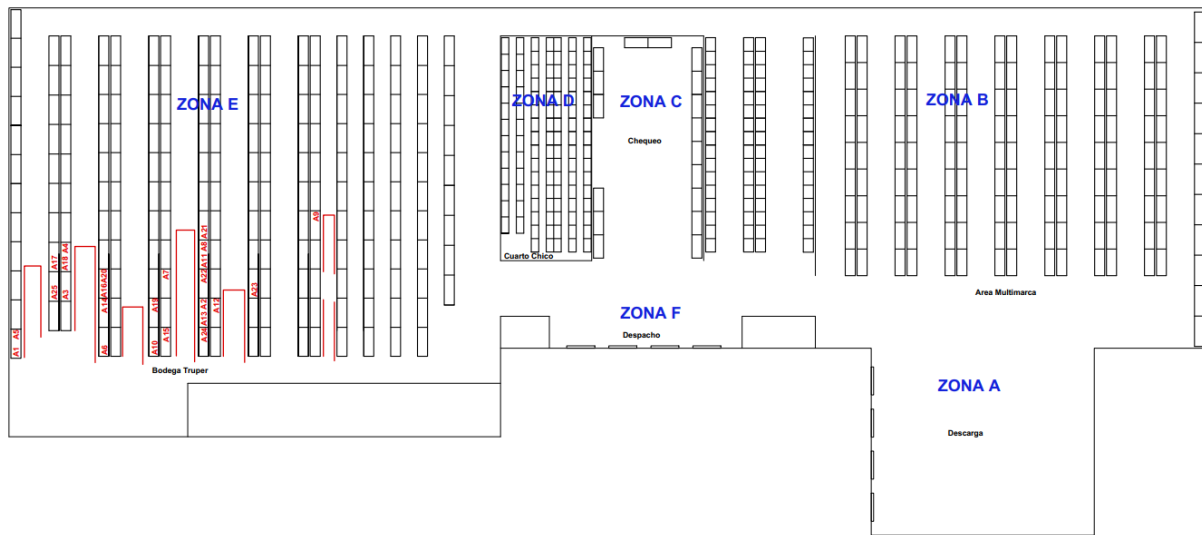 ZONA E
ZONA D
ZONA C
ZONA B
Chequeo
A9
A21
A4
A8
A17
A18
A11
A7
A20
A22
A25
A3
A16
A23
A14
A19
A2
A12
A13
A5
A15
A24
A1
A6
A10
Cuarto Chico
Area Multimarca
ZONA F
Despacho
Bodega Truper
ZONA A
Descarga